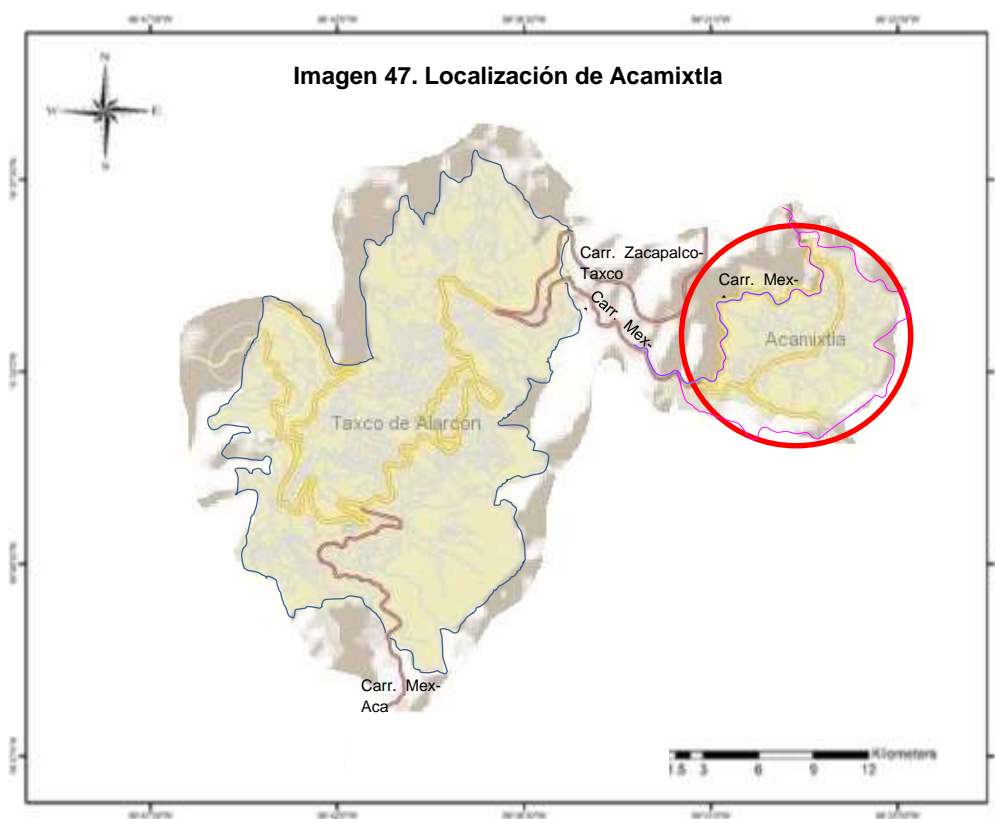 Imagen 47. Localización de Acamixtla
N
W
E
Carr. Zacapalco-
Taxco
Carr. Mex-
Carr. Mex-
Acamixtla
Taxco de Alarcón
Carr. Mex-
Aca
Kilometers
1.5 3 6 9 12